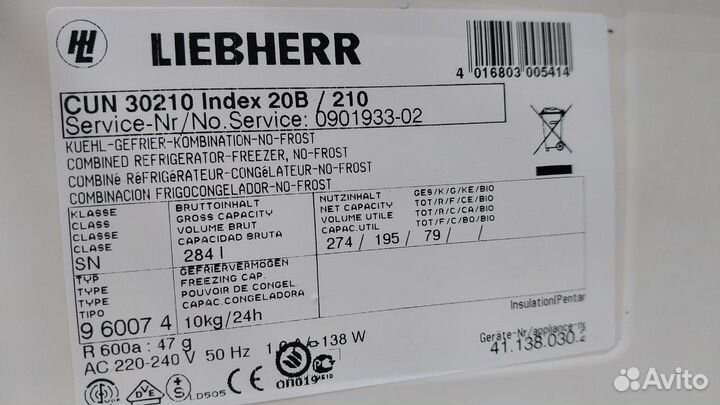 LIEBHERR
4 016803 005414
CUN 30210 Index 20B / 210
Service-Nr/No.Service: 0901933-02
KUEHL-GEFRIER-KOMBINATION-NO-FROST
COMBINED REFRIGERATOR-FREEZER, NO-FROST
COMBINÉ RÉFRIGÉRATEUR-CONGÉLATEUR-NO-FROST
COMBINACION FRIGOCONGELADOR-NO-FROST
KLASSE
CLASS
CLASSE
CLASE
SN
BRUTTOINHALT
GROSS CAPACITY
VOLUME BRUT
CAPACIDAD BRUTA
284 l
NUTZINHALT
NET CAPACITY
VOLUME UTILE
CAPAC.UTIL
GES/K/G/KE/BIO
TOT/R/F/CE/BIO
TOT/R/C/CA/BIO
TOT/F/C/BO/BIO
274 / 195 / 79 / /
TYP
TYPE
TYPE
TIPO
9 6007 4
GEFRIERVERMOGEN
FREEZING CAP.
POUVOIR DE CONGEL.
CAPAC.CONGELADORA
10kg/24h
Insulation(Pentan
R 600a: 47 g
AC 220-240 V 50 Hz 138 W
Geräte-Nr/appliance-n
41.138.030.
DVE
S
LD505
CE
Avito